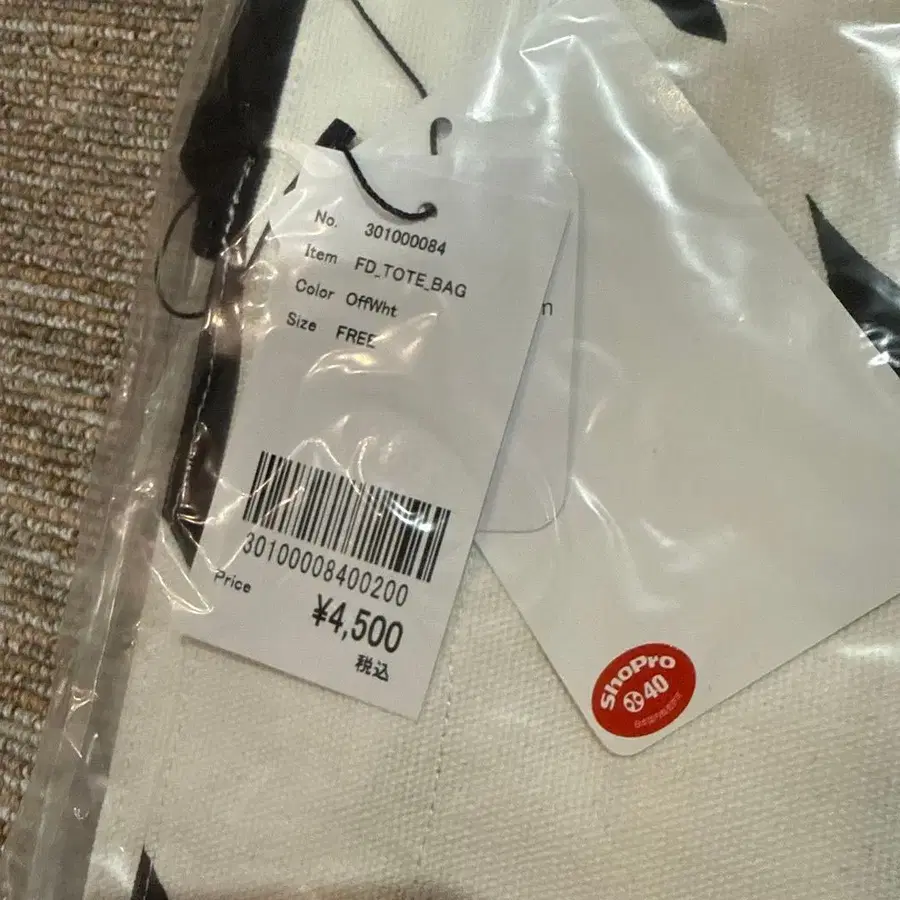 No. 301000084
Item FD_TOTE_BAG
Color OffWht
Size FREE
30100008400200
Price
¥4,500
税込
n
ShoPro
40